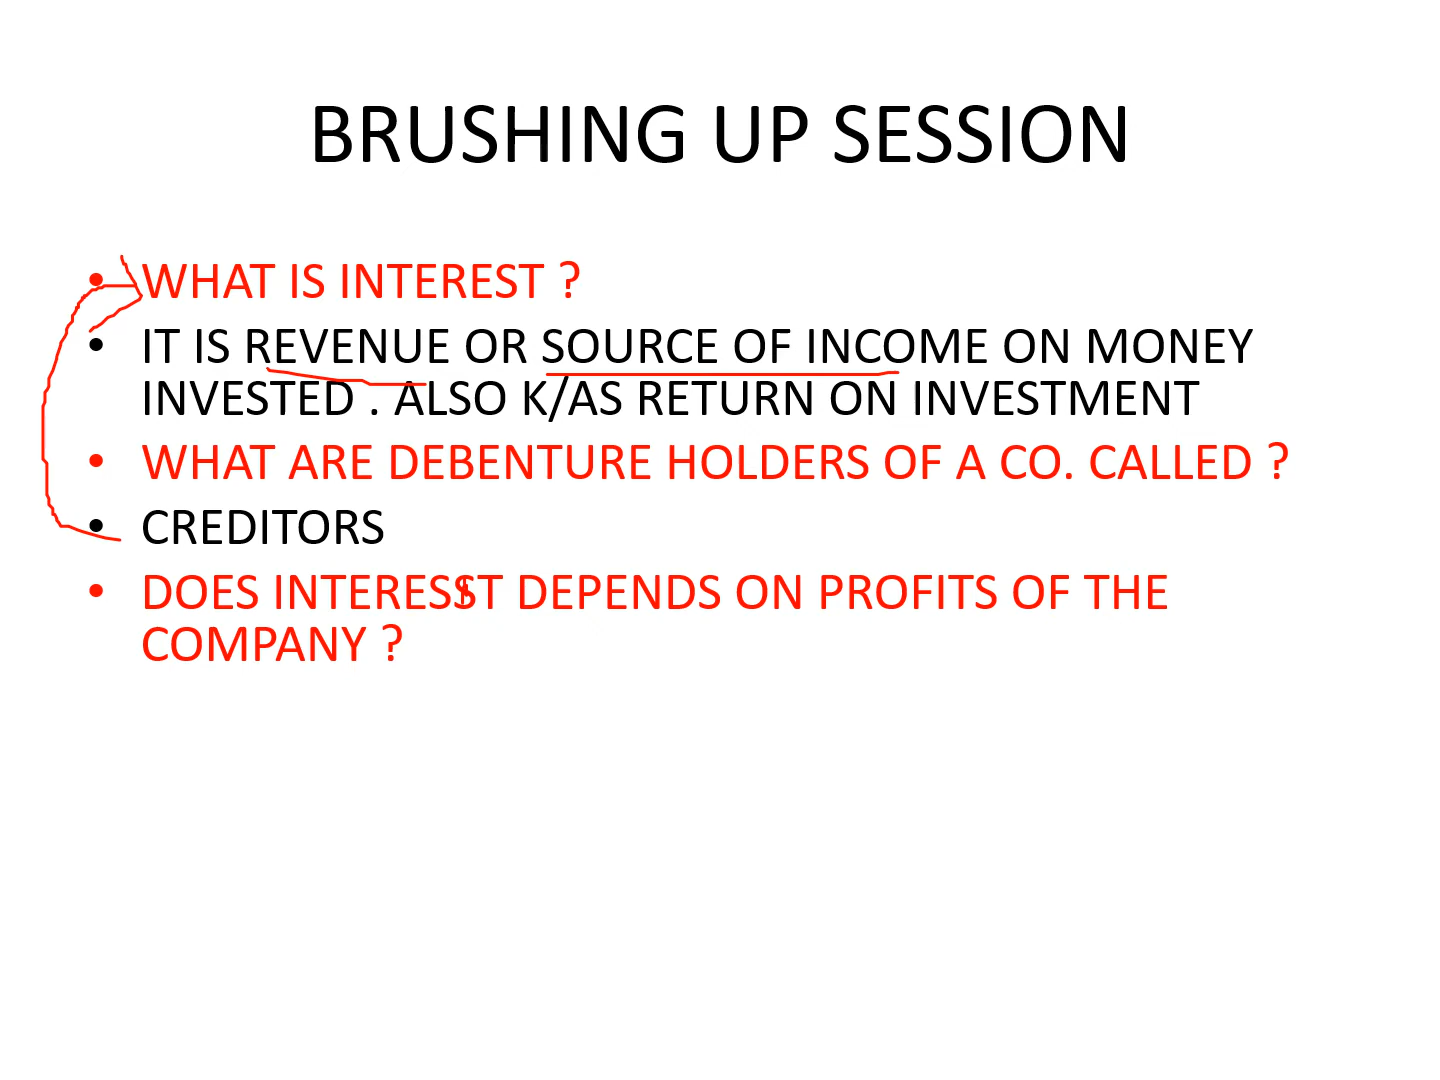 BRUSHING UP SESSION
• WHAT IS INTEREST ?
• IT IS REVENUE OR SOURCE OF INCOME ON MONEY
INVESTED . ALSO K/AS RETURN ON INVESTMENT
• WHAT ARE DEBENTURE HOLDERS OF A CO. CALLED ?
• CREDITORS
• DOES INTERESST DEPENDS ON PROFITS OF THE
COMPANY ?